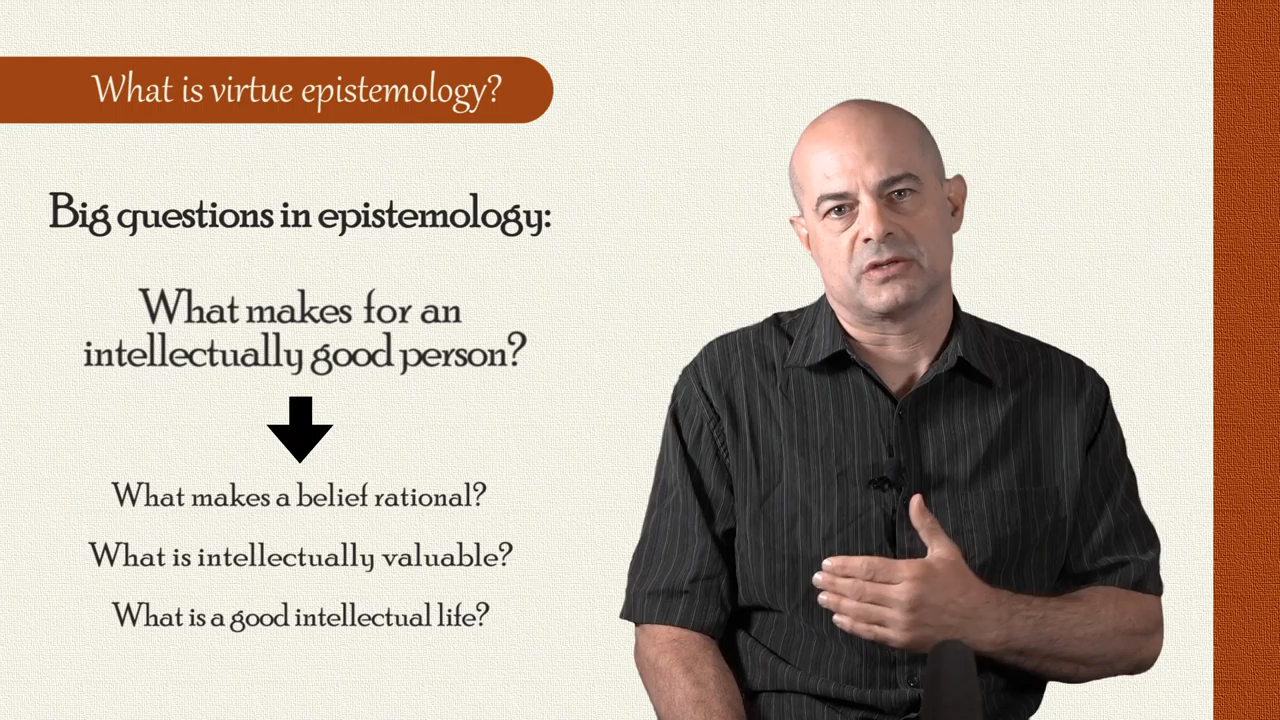 What is virtue epistemology?
Big questions in epistemology:
What makes for an
intellectually good person?
What makes a belief rational?
What is intellectually valuable?
What is a good intellectual life?